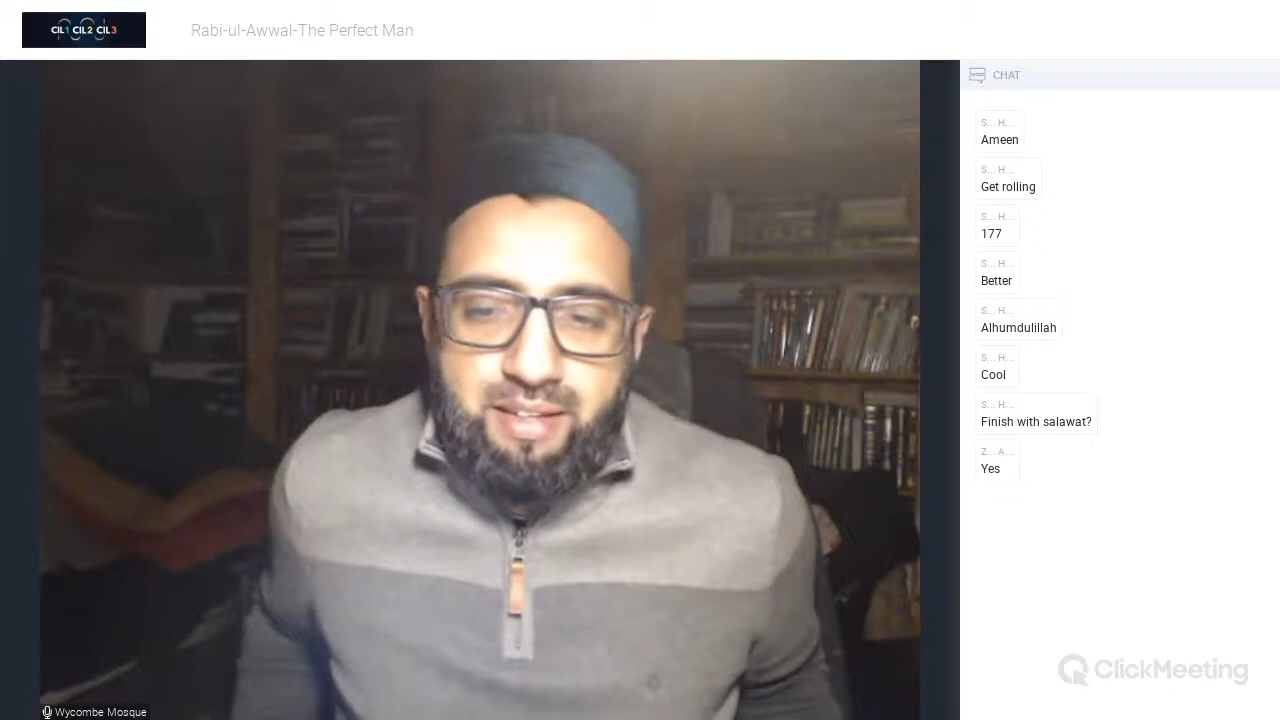 CIL1 CIL2 CIL3
Rabi-ul-Awwal-The Perfect Man
CHAT
S... H...
Ameen
S... H...
Get rolling
S... H...
177
S... H...
Better
S... H...
Alhumdulillah
S... H...
Cool
S... H...
Finish with salawat?
Z... A...
Yes
ClickMeeting
Wycombe Mosque